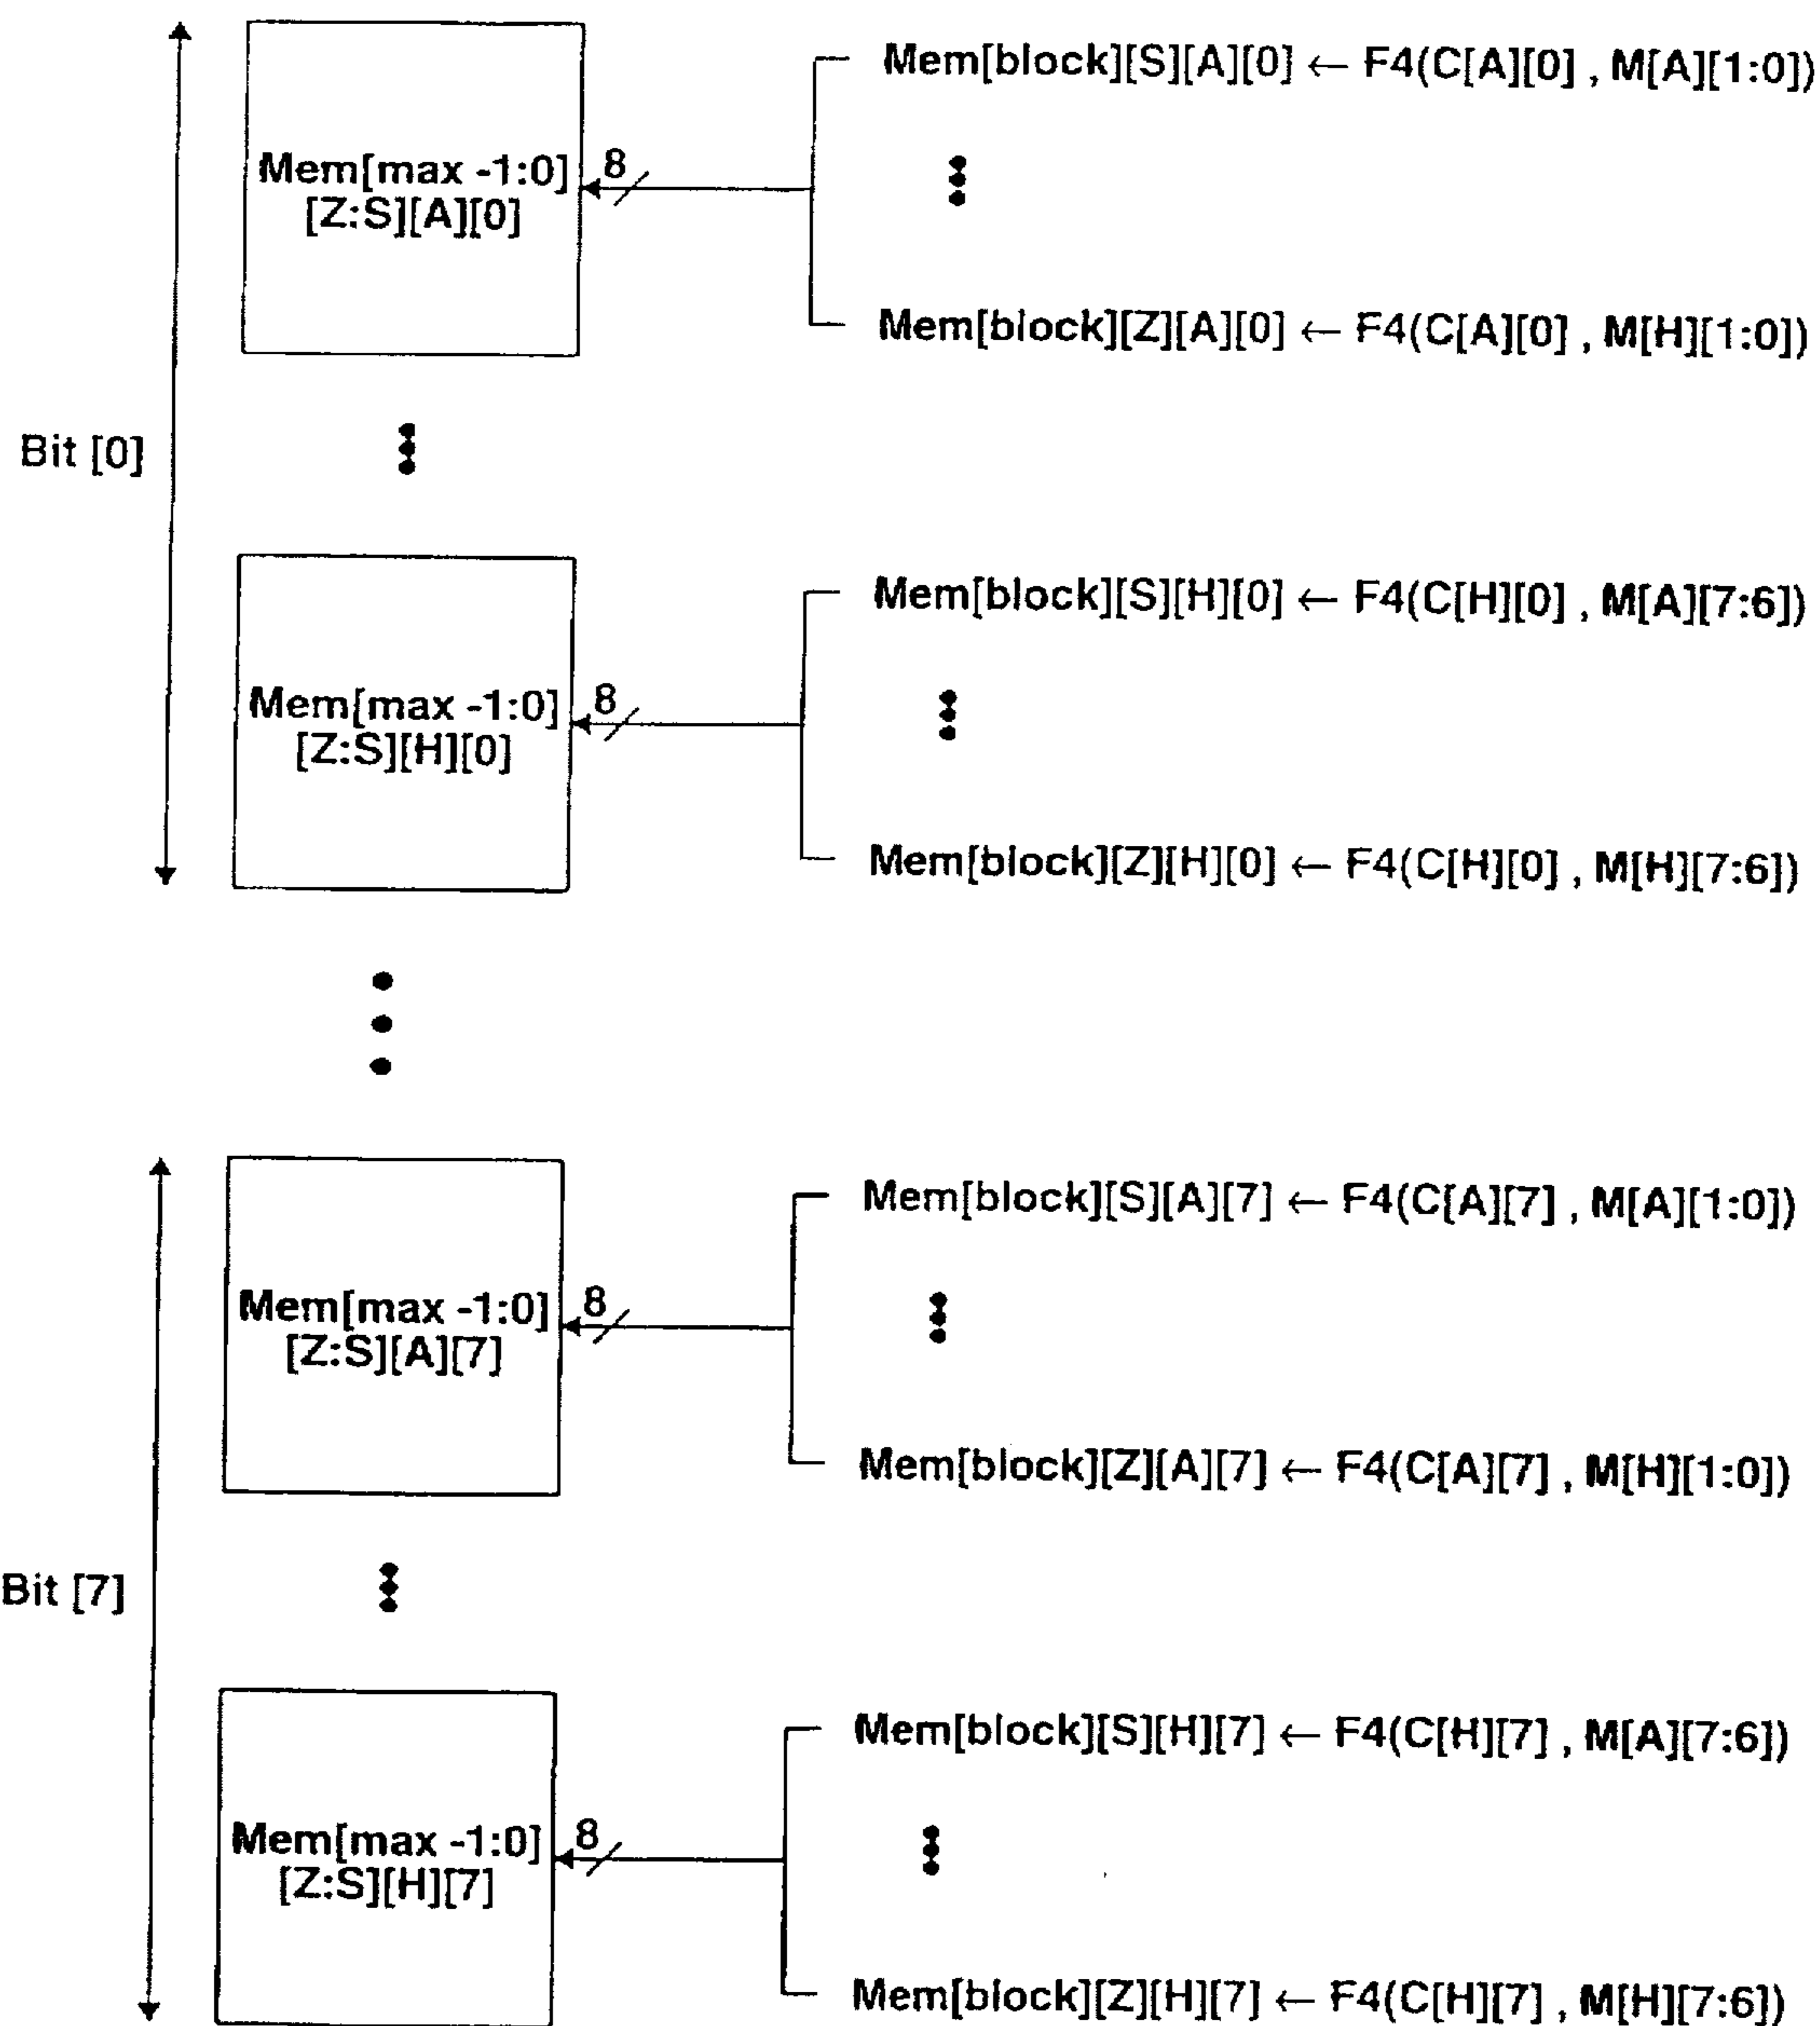 Mem[block][S][A][0] ← F4(C[A][0] , M[A][1:0])
Mem[max -1:0]
[Z:S][A][0]
8
Mem[block][Z][A][0] ← F4(C[A][0] , M[H][1:0])
Bit [0]
Mem[block][S][H][0] ← F4(C[H][0] , M[A][7:6])
Mem[max -1:0]
[Z:S][H][0]
8
Mem[block][Z][H][0] ← F4(C[H][0] , M[H][7:6])
Mem[block][S][A][7] ← F4(C[A][7] , M[A][1:0])
Mem[max -1:0]
[Z:S][A][7]
8
Mem[block][Z][A][7] ← F4(C[A][7] , M[H][1:0])
Bit [7]
Mem[block][S][H][7] ← F4(C[H][7] , M[A][7:6])
Mem[max -1:0]
[Z:S][H][7]
8
Mem[block][Z][H][7] ← F4(C[H][7] , M[H][7:6])